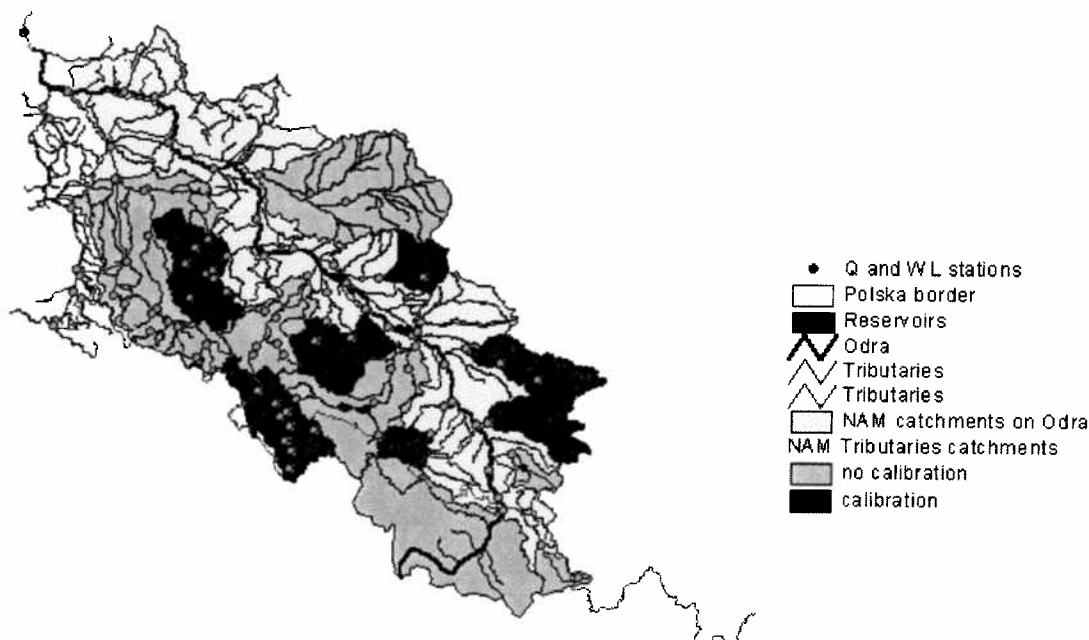 Q and WL stations
Polska border
Reservoirs
Odra
Tributaries
Tributaries
NAM catchments on Odra
NAM Tributaries catchments
no calibration
calibration